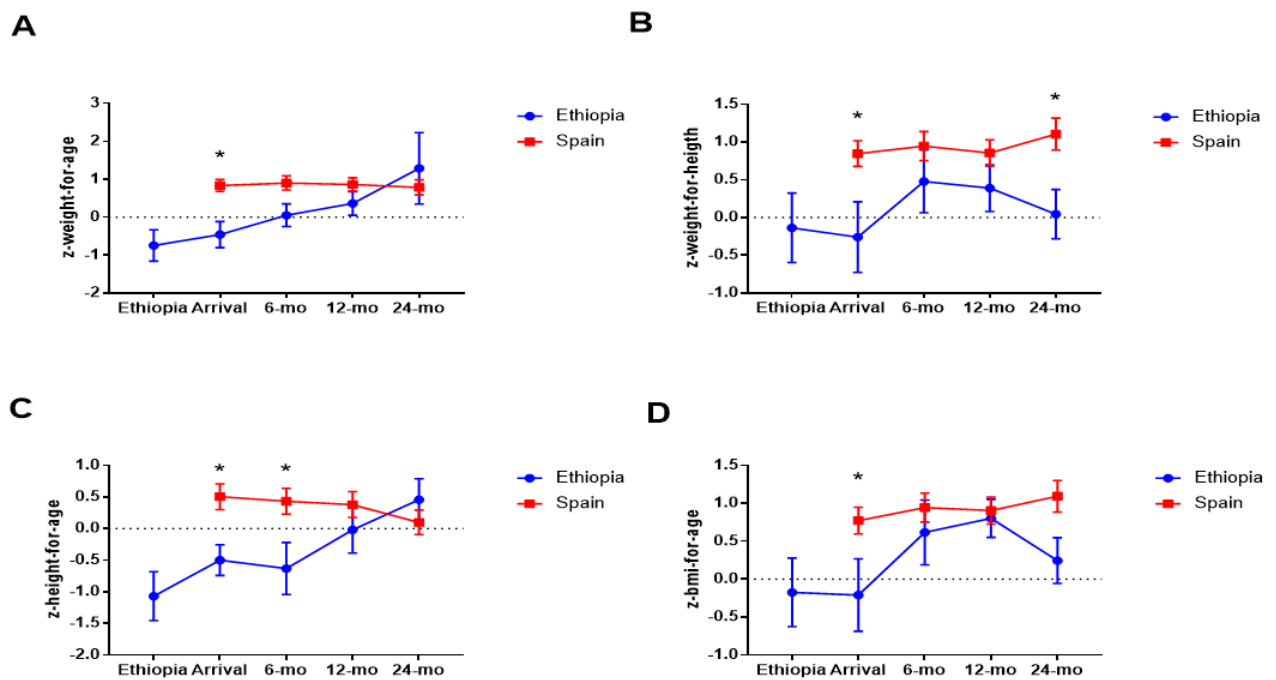 A
z-weight-for-age
3
2
1
0
-1
-2
*
Ethiopia Arrival 6-mo 12-mo 24-mo
Ethiopia
Spain
B
z-weight-for-heigth
1.5
1.0
0.5
0.0
-0.5
-1.0
* *
Ethiopia Arrival 6-mo 12-mo 24-mo
Ethiopia
Spain
C
z-height-for-age
1.0
0.5
0.0
-0.5
-1.0
-1.5
-2.0
* *
Ethiopia Arrival 6-mo 12-mo 24-mo
Ethiopia
Spain
D
z-bmi-for-age
1.5
1.0
0.5
0.0
-0.5
-1.0
*
Ethiopia Arrival 6-mo 12-mo 24-mo
Ethiopia
Spain